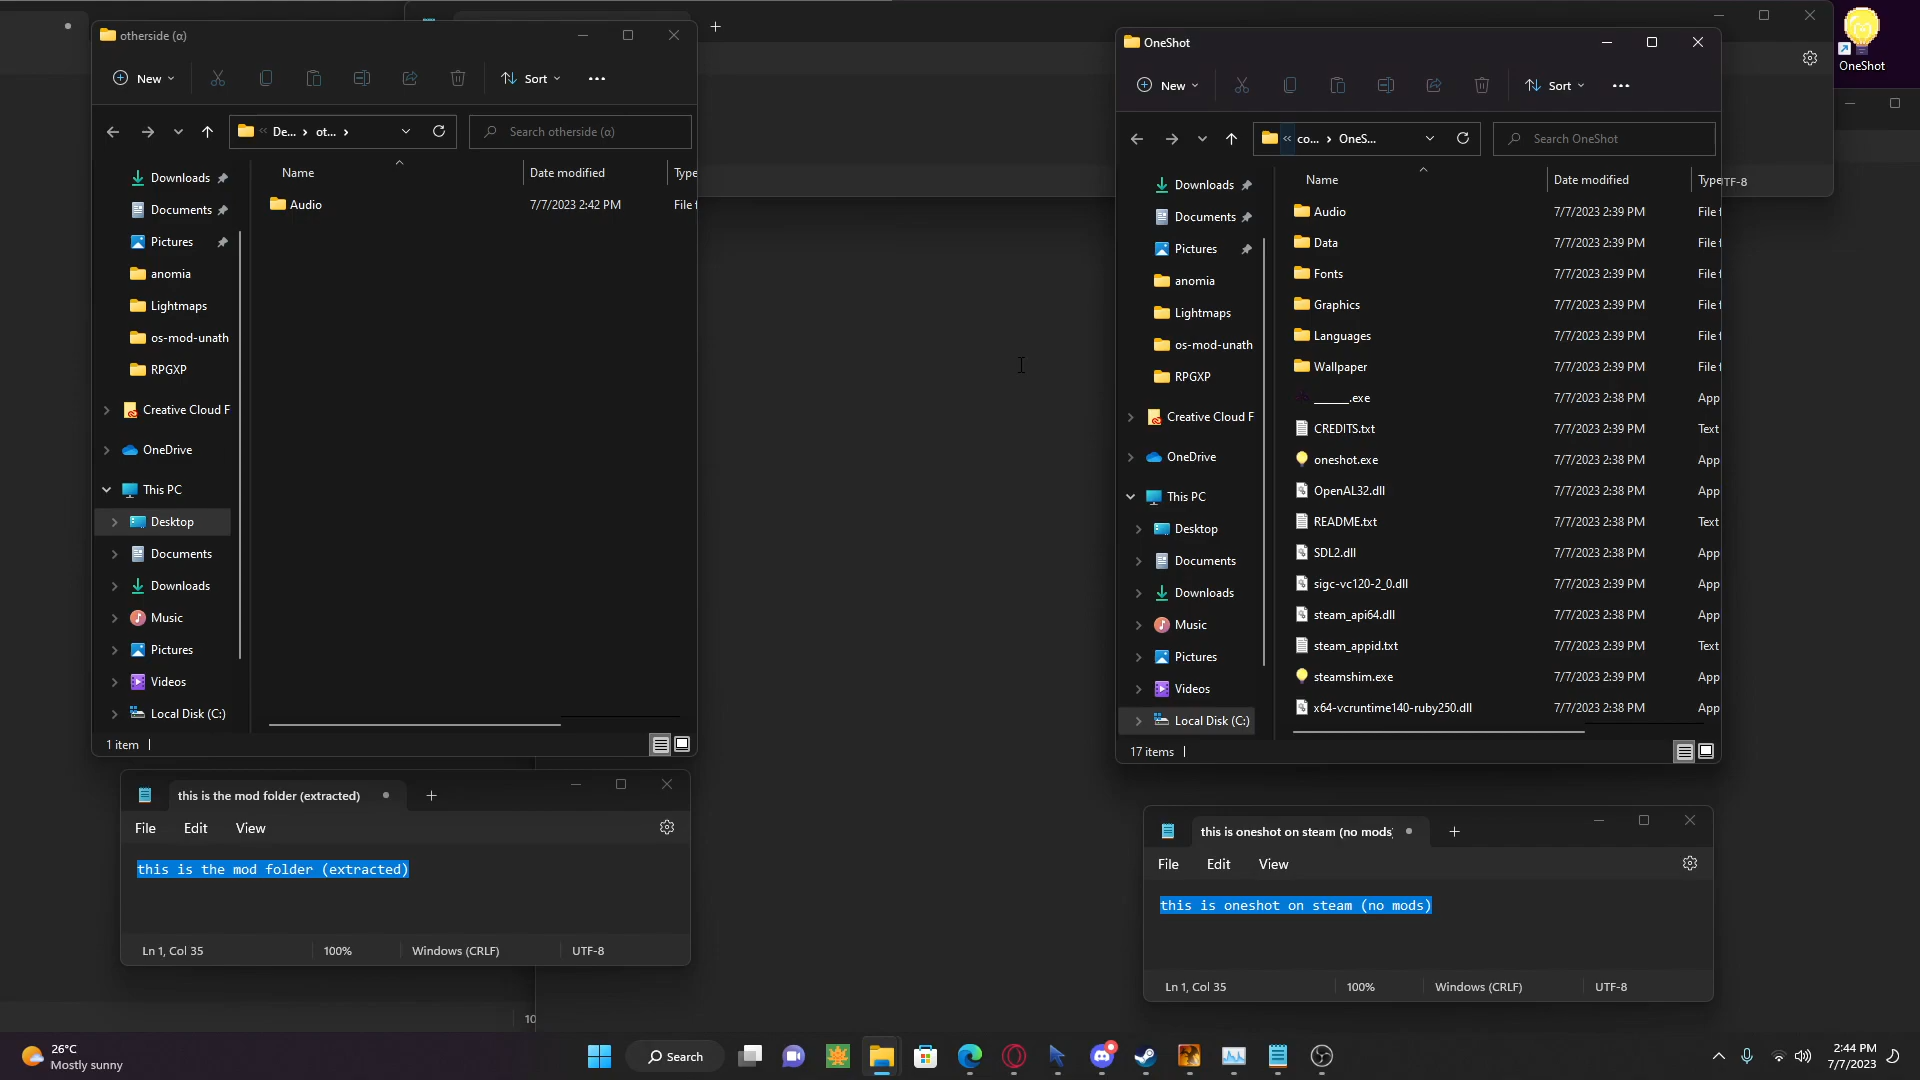 otherside (α)
New
Sort
De...
ot...
Search otherside (α)
Name
Date modified
Type
Downloads
Documents
Pictures
anomia
Lightmaps
os-mod-unath
RPGXP
Creative Cloud F
OneDrive
This PC
Desktop
Documents
Downloads
Music
Pictures
Videos
Local Disk (C:)
Audio
7/7/2023 2:42 PM
File f
1 item
this is the mod folder (extracted)
File
Edit
View
this is the mod folder (extracted)
Ln 1, Col 35
100%
Windows (CRLF)
UTF-8
10
OneShot
New
Sort
co...
OneS...
Search OneShot
Name
Date modified
Type
Downloads
Documents
Pictures
anomia
Lightmaps
os-mod-unath
RPGXP
Creative Cloud F
OneDrive
This PC
Desktop
Documents
Downloads
Music
Pictures
Videos
Local Disk (C:)
Audio 7/7/2023 2:39 PM File f
Data 7/7/2023 2:39 PM File f
Fonts 7/7/2023 2:39 PM File f
Graphics 7/7/2023 2:39 PM File f
Languages 7/7/2023 2:39 PM File f
Wallpaper 7/7/2023 2:39 PM File f
______.exe 7/7/2023 2:38 PM App
CREDITS.txt 7/7/2023 2:39 PM Text
oneshot.exe 7/7/2023 2:38 PM App
OpenAL32.dll 7/7/2023 2:38 PM App
README.txt 7/7/2023 2:38 PM Text
SDL2.dll 7/7/2023 2:38 PM App
sigc-vc120-2_0.dll 7/7/2023 2:39 PM App
steam_api64.dll 7/7/2023 2:38 PM App
steam_appid.txt 7/7/2023 2:39 PM Text
steamshim.exe 7/7/2023 2:39 PM App
x64-vcruntime140-ruby250.dll 7/7/2023 2:38 PM App
17 items
TF-8
OneShot
this is oneshot on steam (no mods)
File
Edit
View
this is oneshot on steam (no mods)
Ln 1, Col 35
100%
Windows (CRLF)
UTF-8
26°C
Mostly sunny
Search
2:44 PM
7/7/2023